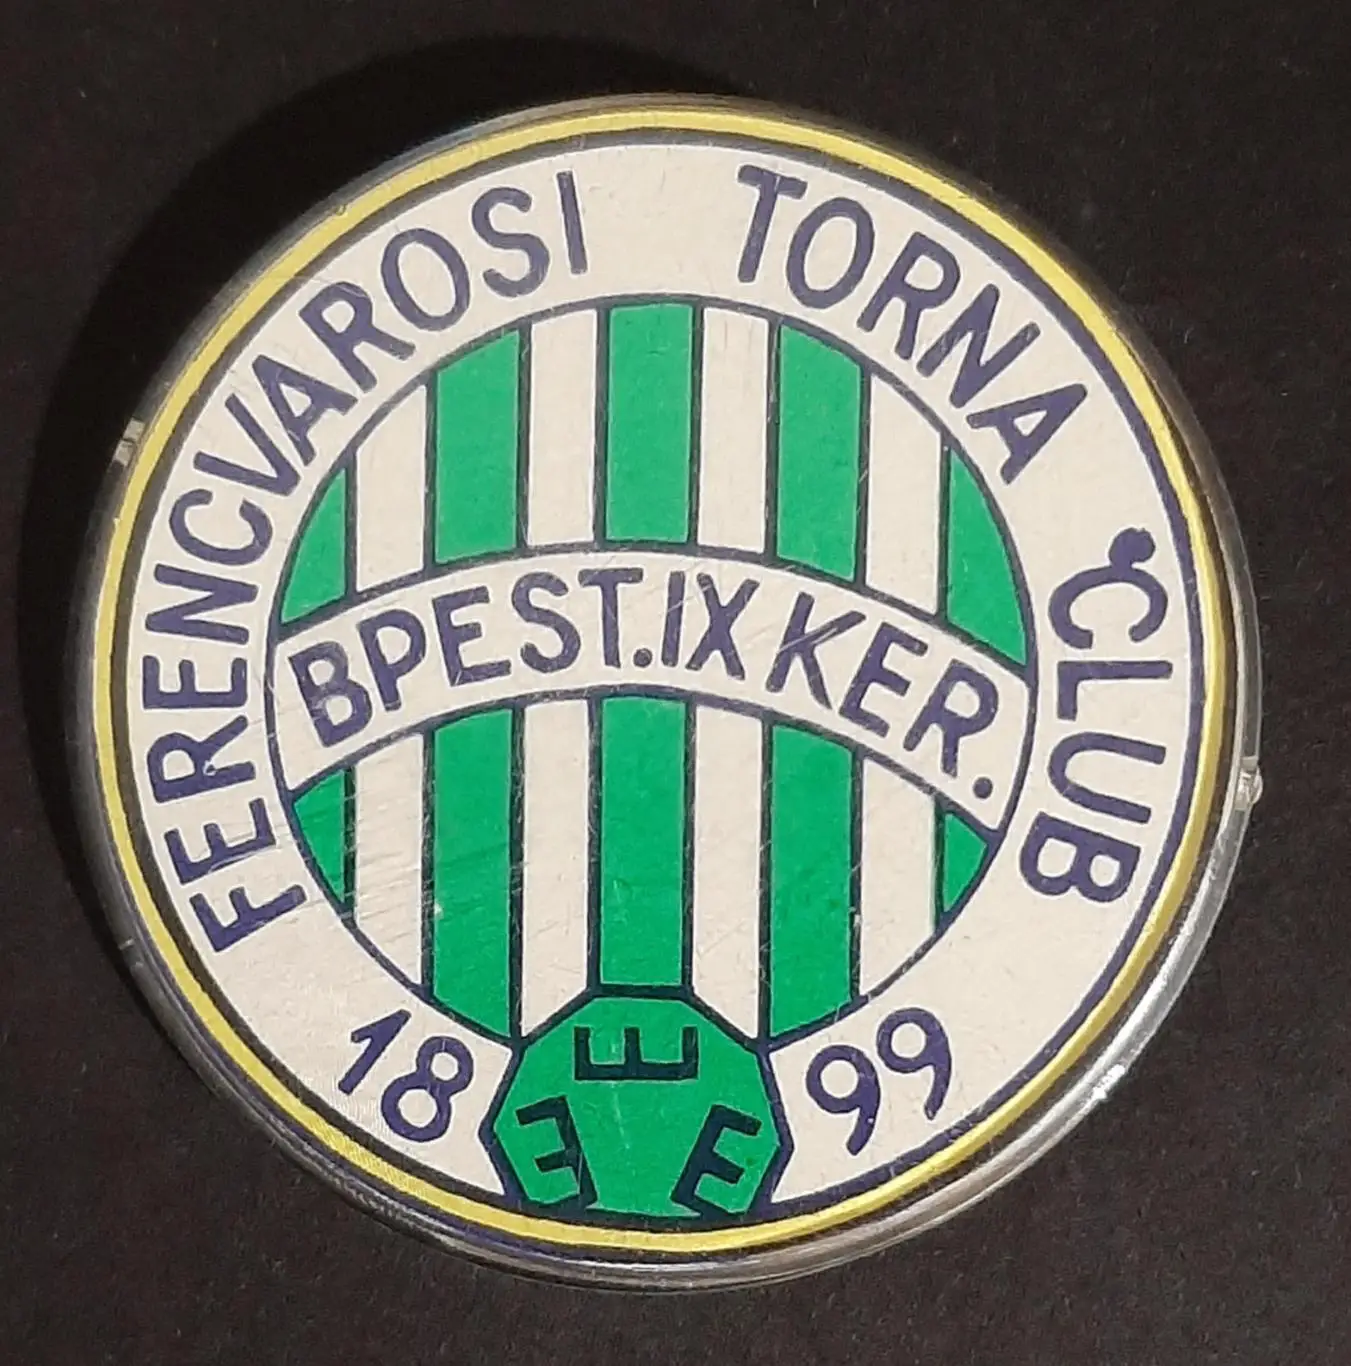 FERENCVAROSI TORNA CLUB
BPEST.IX KER.
18 99
E E E